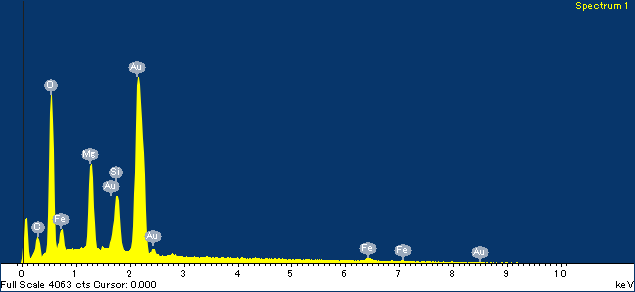 Spectrum 1
Au
O
Mg
Si
Au
Fe
Au
Fe
Fe
Au
0 1 2 3 4 5 6 7 8 9 10
Full Scale 4063 cts Cursor: 0.000 keV